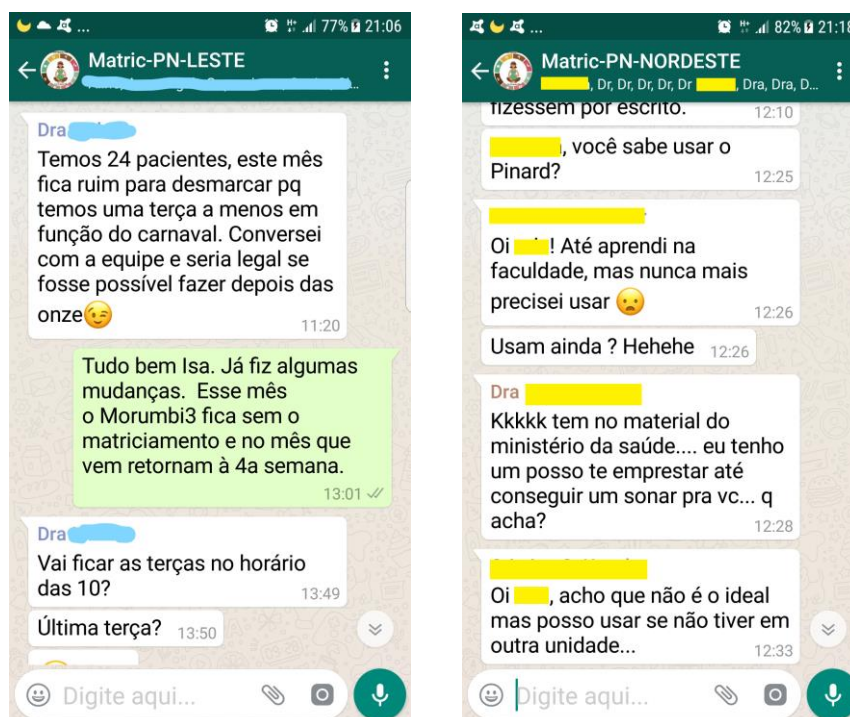 77% 21:06
Matric-PN-LESTE
Dra
Temos 24 pacientes, este mês
fica ruim para desmarcar pq
temos uma terça a menos em
função do carnaval. Conversei
com a equipe e seria legal se
fosse possível fazer depois das
onze😉
11:20
Tudo bem Isa. Já fiz algumas
mudanças. Esse mês
o Morumbi3 fica sem o
matriciamento e no mês que
vem retornam à 4a semana.
13:01
Dra
Vai ficar as terças no horário
das 10?
13:49
Última terça? 13:50
Digite aqui...
... H+ 82% 21:18
Matric-PN-NORDESTE
, Dr, Dr, Dr, Dr, Dr , Dra, Dra, D...
fizessem por escrito.
12:10
, você sabe usar o
Pinard?
12:25
Oi ! Até aprendi na
faculdade, mas nunca mais
precisei usar 😦
12:26
Usam ainda ? Hehehe 12:26
Dra
Kkkkk tem no material do
ministério da saúde.... eu tenho
um posso te emprestar até
conseguir um sonar pra vc... q
acha?
12:28
Oi , acho que não é o ideal
mas posso usar se não tiver em
outra unidade...
12:33
Digite aqui...